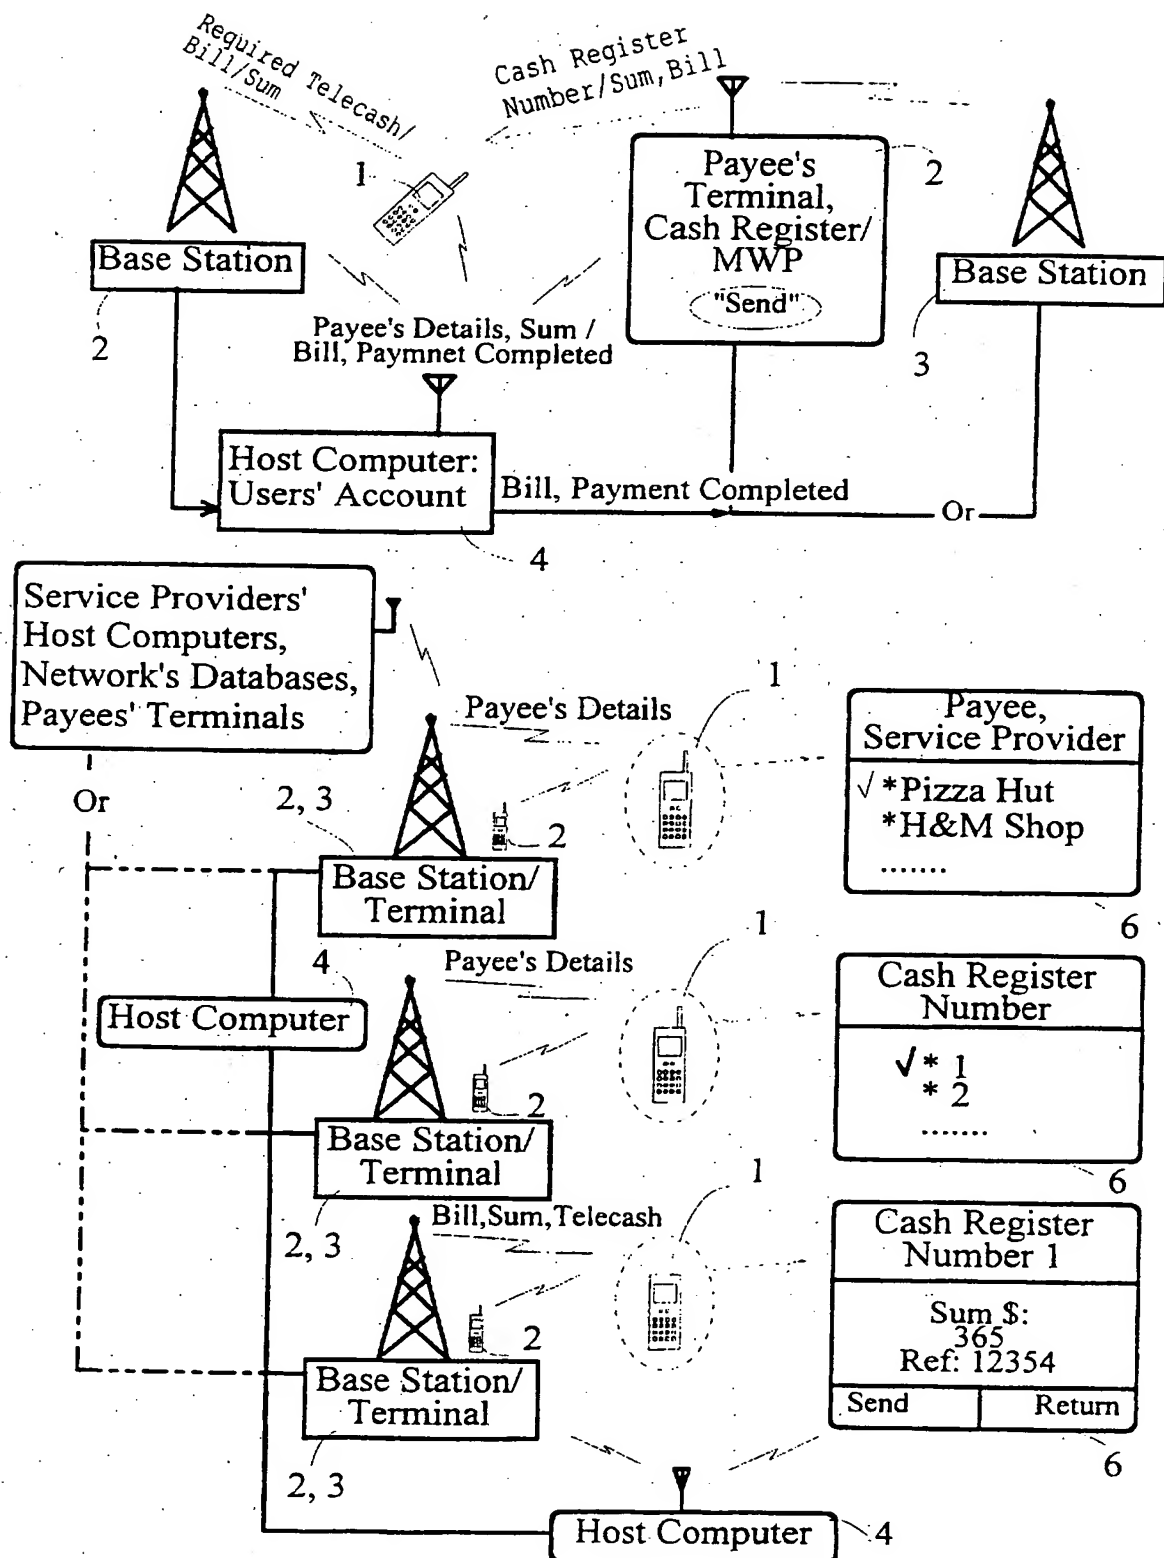 Required Telecash/
Bill/Sum
Cash Register
Number/Sum,Bill
1
Payee's
Terminal,
Cash Register/
MWP
"Send"
2
Base Station
2
Base Station
3
Payee's Details, Sum /
Bill, Paymnet Completed
Host Computer:
Users' Account
Bill, Payment Completed
Or
4
Service Providers'
Host Computers,
Network's Databases,
Payees' Terminals
Or
Payee's Details
1
2, 3
2
Base Station/
Terminal
Payee,
Service Provider
√ *Pizza Hut
*H&M Shop
.......
6
4
Host Computer
Payee's Details
1
2
Base Station/
Terminal
2, 3
Cash Register
Number
√ * 1
* 2
.......
6
Bill,Sum,Telecash
1
2
Base Station/
Terminal
2, 3
Cash Register
Number 1
Sum $:
365
Ref: 12354
Send
Return
6
Host Computer
4